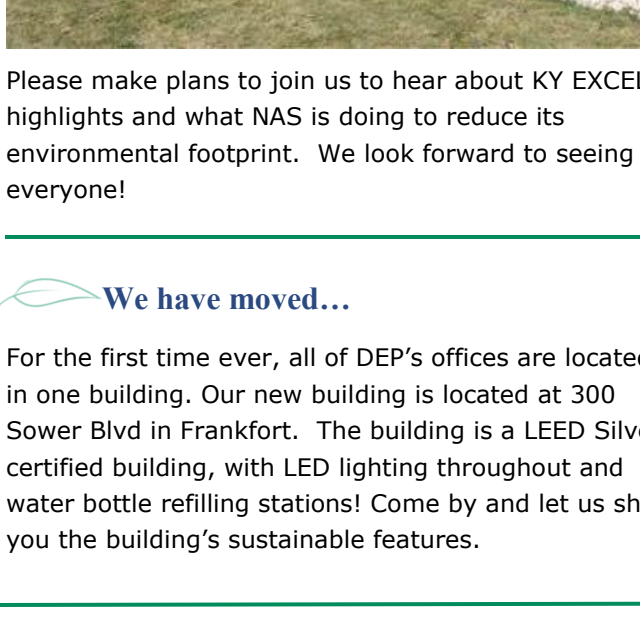 Please make plans to join us to hear about KY EXCEL
highlights and what NAS is doing to reduce its
environmental footprint.  We look forward to seeing
everyone!
We have moved…
For the first time ever, all of DEP’s offices are located
in one building. Our new building is located at 300
Sower Blvd in Frankfort.  The building is a LEED Silv
certified building, with LED lighting throughout and
water bottle refilling stations! Come by and let us sh
you the building’s sustainable features.